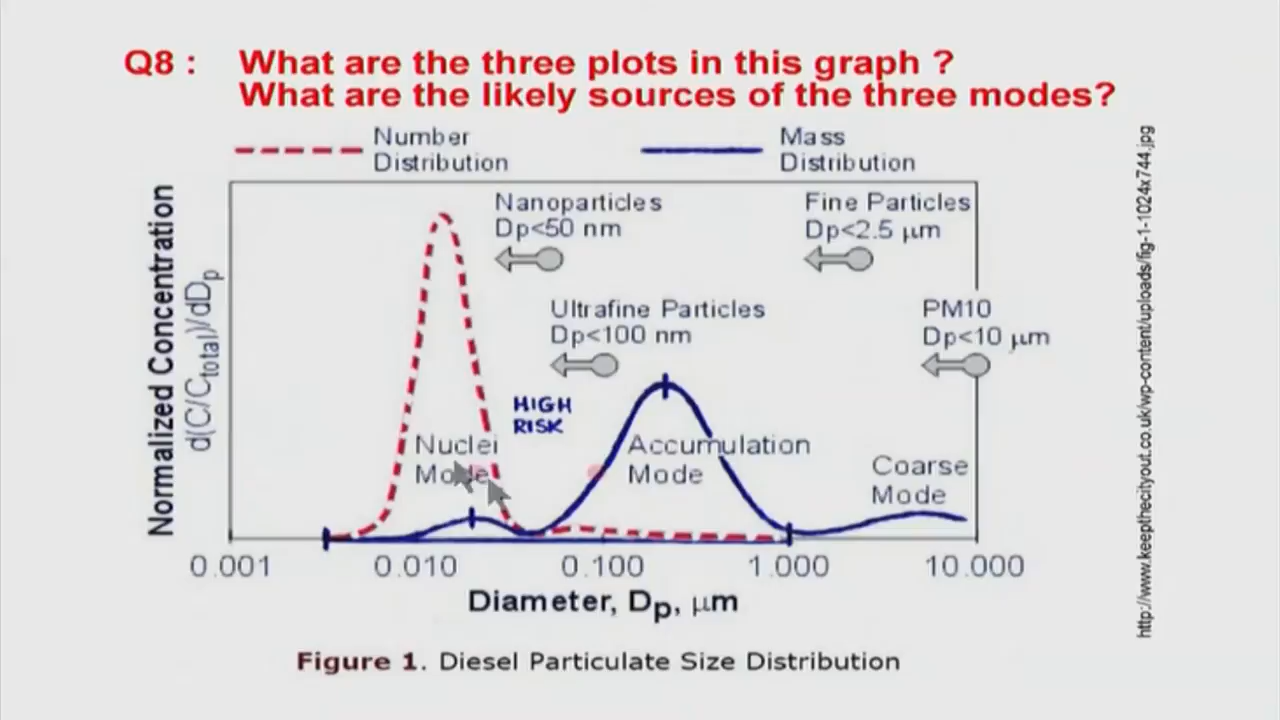 Q8 : What are the three plots in this graph ?
What are the likely sources of the three modes?
Number
Distribution
Mass
Distribution
Nanoparticles
Dp<50 nm
Fine Particles
Dp<2.5 μm
Ultrafine Particles
Dp<100 nm
PM10
Dp<10 μm
HIGH
RISK
Nuclei
Mode
Accumulation
Mode
Coarse
Mode
Normalized Concentration
d(C/Ctotal)/dDp
0.001 0.010 0.100 1.000 10.000
Diameter, Dp, μm
Figure 1. Diesel Particulate Size Distribution
http://www.keepthecityout.co.uk/wp-content/uploads/fig-1-1024x744.jpg